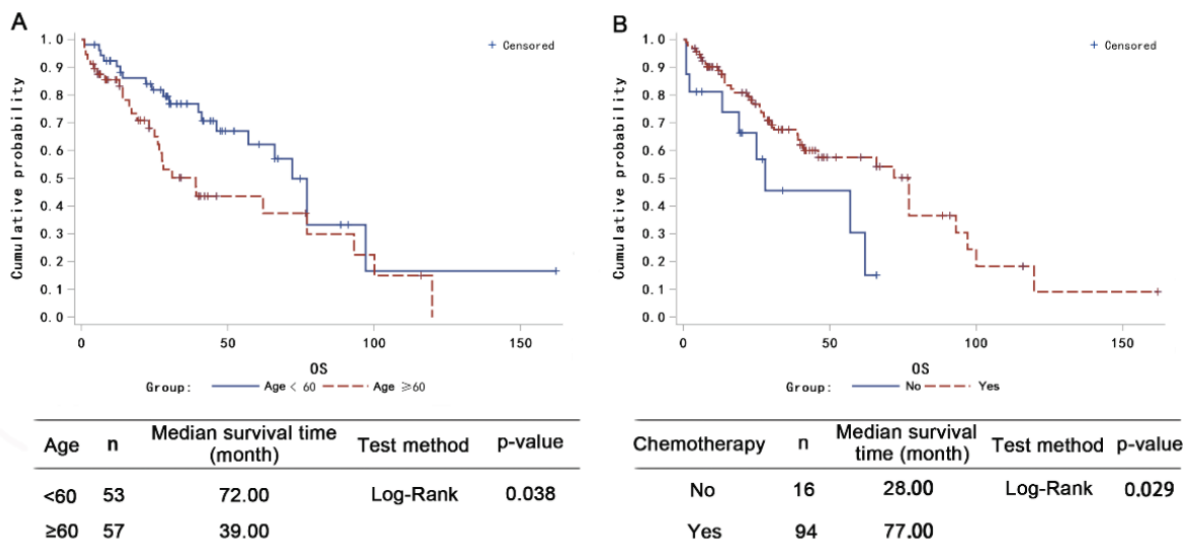 A
Cumulative probability
1.0
0.9
0.8
0.7
0.6
0.5
0.4
0.3
0.2
0.1
0.0
+ Censored
0 50 100 150
OS
Group: Age < 60 Age ≥60
Age n Median survival time (month) Test method p-value
<60 53 72.00 Log-Rank 0.038
≥60 57 39.00
B
Cumulative probability
1.0
0.9
0.8
0.7
0.6
0.5
0.4
0.3
0.2
0.1
0.0
+ Censored
0 50 100 150
OS
Group: No Yes
Chemotherapy n Median survival time (month) Test method p-value
No 16 28.00 Log-Rank 0.029
Yes 94 77.00